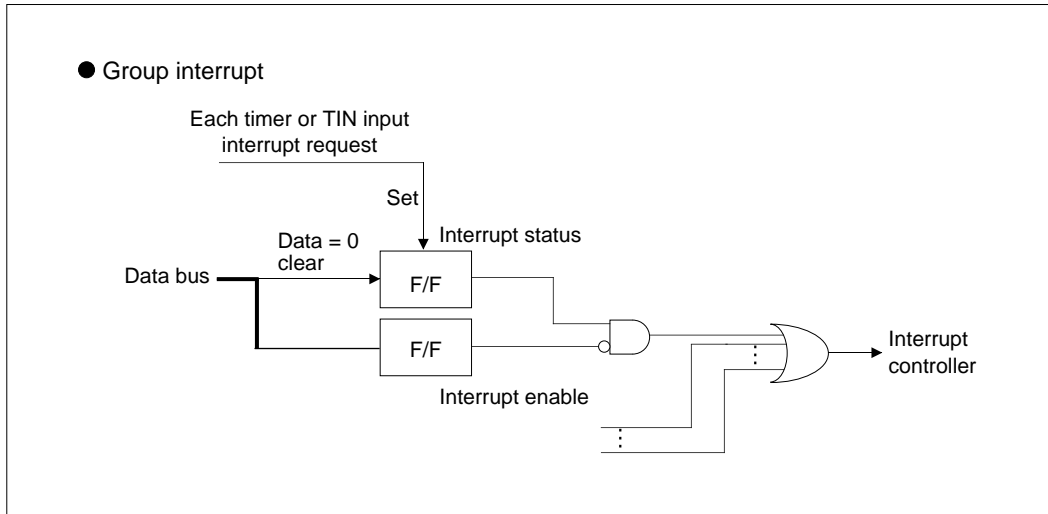 ● Group interrupt
Each timer or TIN input
interrupt request
Set
Data = 0
clear
Interrupt status
Data bus
F/F
F/F
Interrupt
controller
Interrupt enable